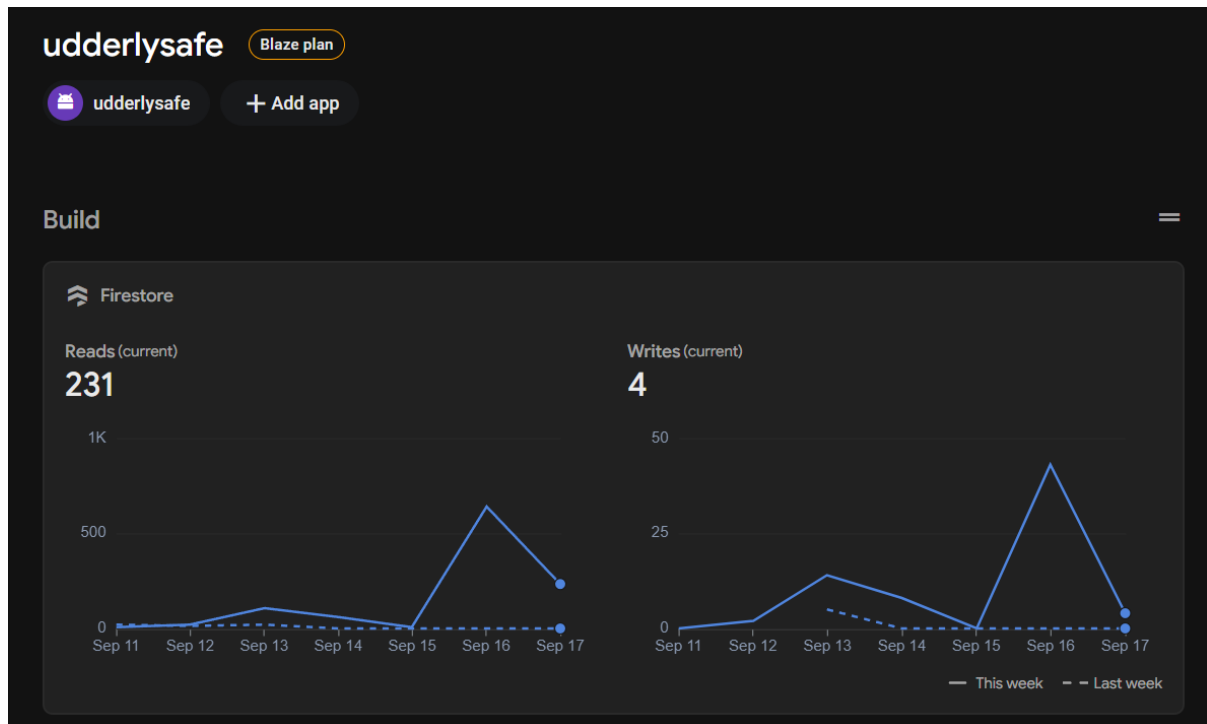 udderlysafe Blaze plan
udderlysafe + Add app
Build
Firestore
Reads (current)
231
1K
500
0
Sep 11 Sep 12 Sep 13 Sep 14 Sep 15 Sep 16 Sep 17
Writes (current)
4
50
25
0
Sep 11 Sep 12 Sep 13 Sep 14 Sep 15 Sep 16 Sep 17
This week Last week